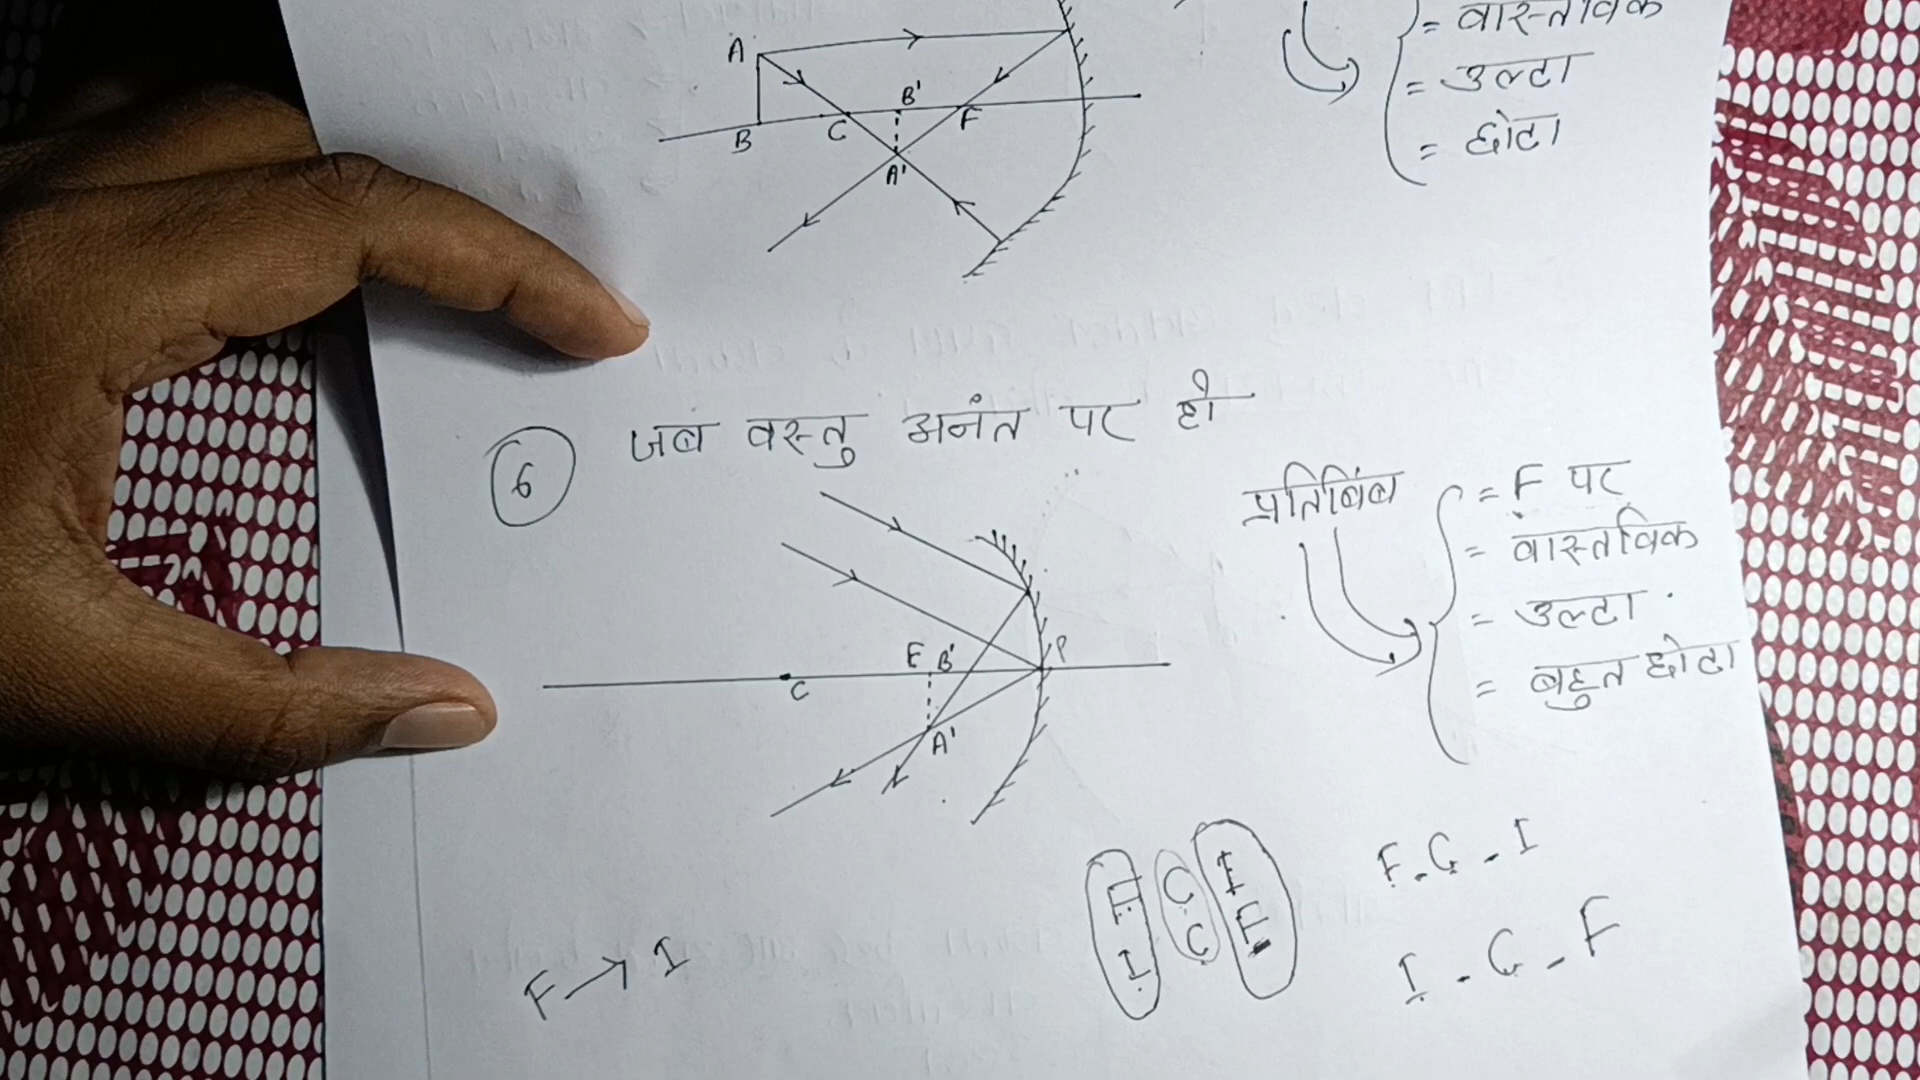 = वास्तविक
= उल्टा
= छोटा
A
B
C
B'
F
A'
6 जब वस्तु अनंत पर हो
प्रतिबिंब
= F पर
= वास्तविक
= उल्टा
= बहुत छोटा
C
F B'
P
A'
F → I
F C I
I C F
F - C - I
I - C - F